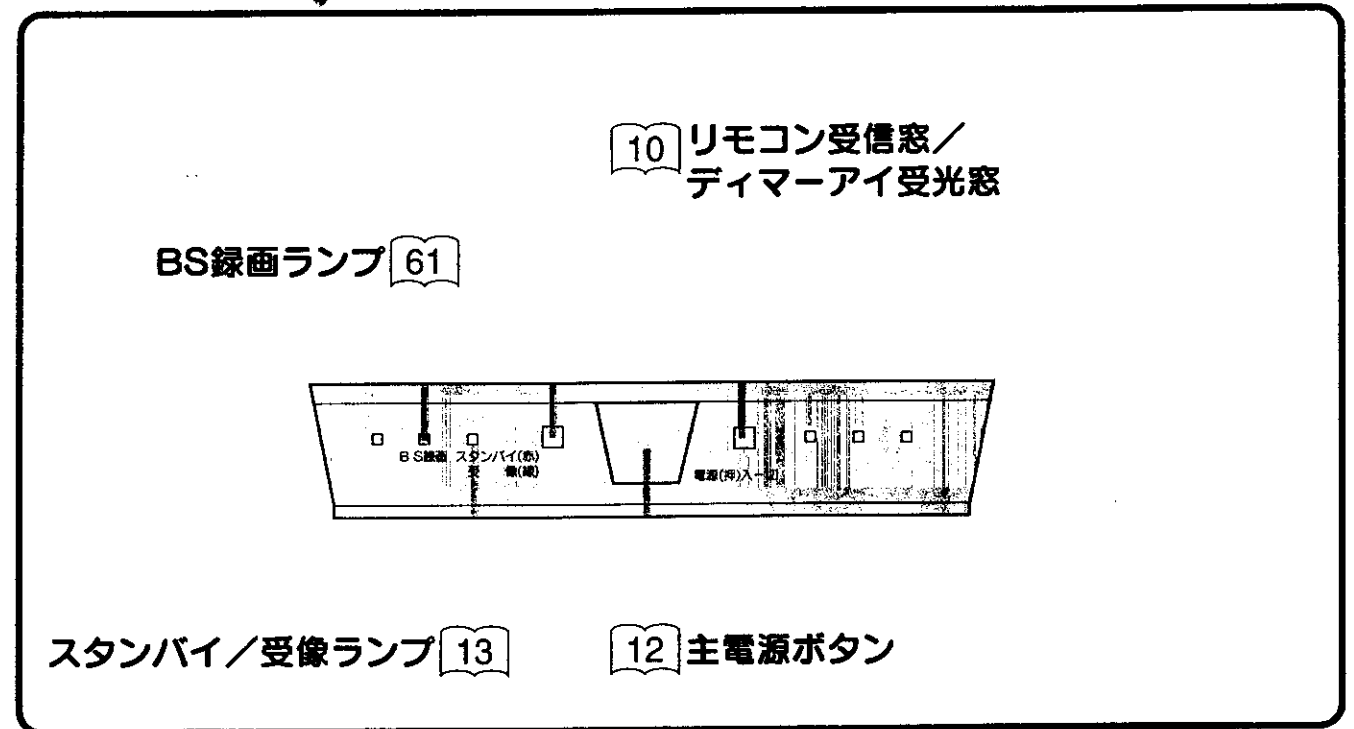 10 リモコン受信窓／
ディマーアイ受光窓
BS録画ランプ 61
BS録画 スタンバイ(赤)
受 像(緑)
電源(押)入－切
スタンバイ／受像ランプ 13
12 主電源ボタン